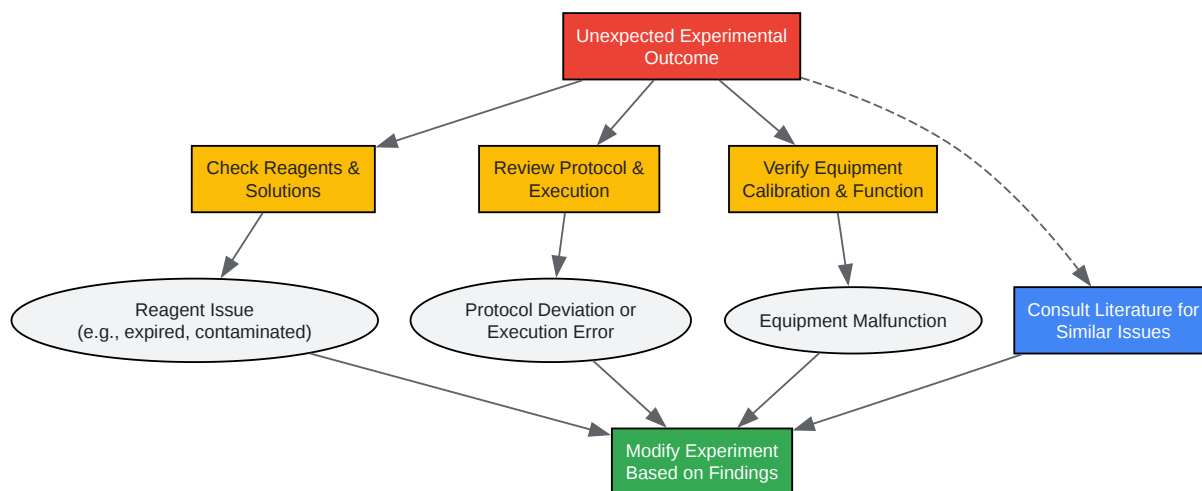 Unexpected Experimental
Outcome
Check Reagents &
Solutions
Review Protocol &
Execution
Verify Equipment
Calibration & Function
Reagent Issue
(e.g., expired, contaminated)
Protocol Deviation or
Execution Error
Equipment Malfunction
Consult Literature for
Similar Issues
Modify Experiment
Based on Findings